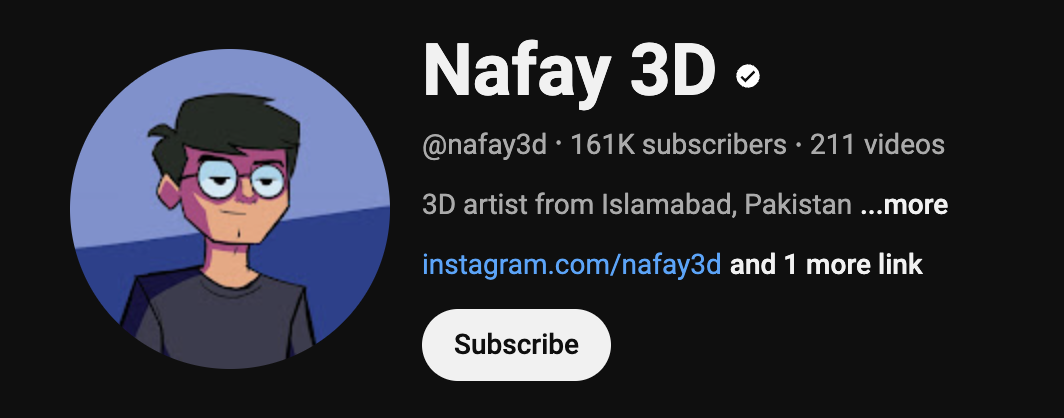 Nafay 3D
@nafay3d · 161K subscribers · 211 videos
3D artist from Islamabad, Pakistan ...more
instagram.com/nafay3d and 1 more link
Subscribe